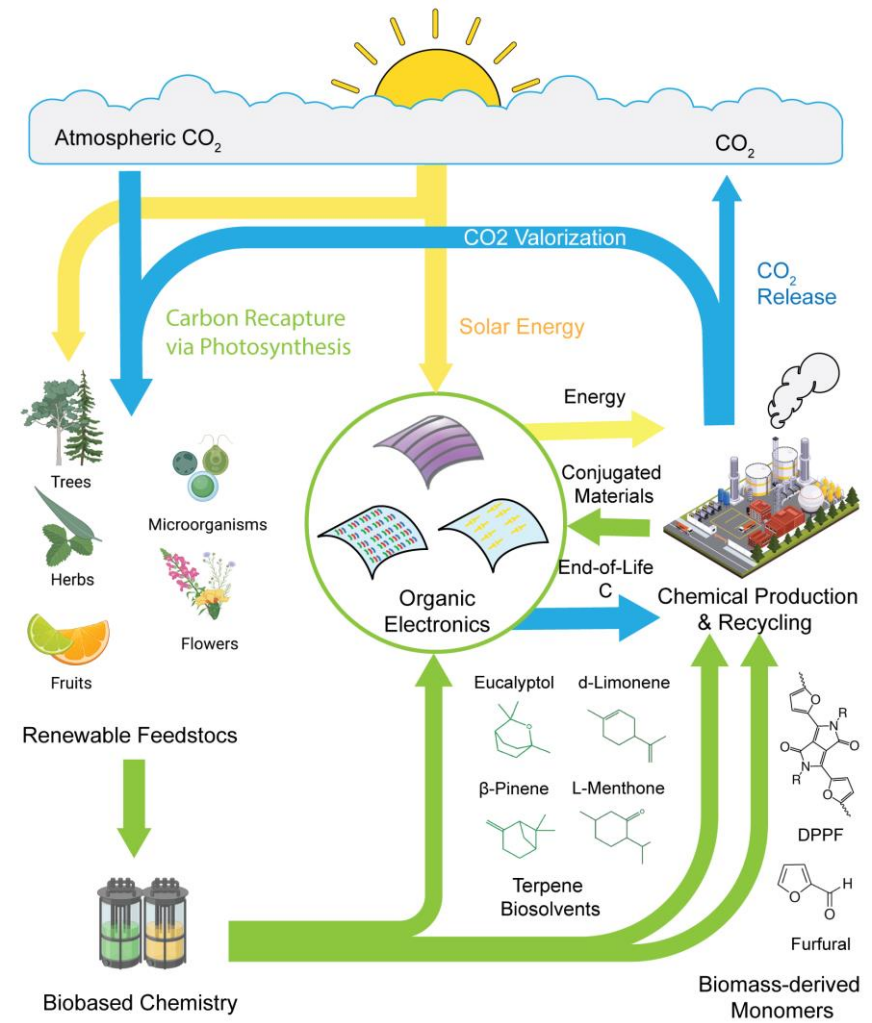 Atmospheric CO₂
CO₂
CO2 Valorization
CO₂
Release
Carbon Recapture
via Photosynthesis
Solar Energy
Energy
Trees
Microorganisms
Conjugated
Materials
Herbs
Flowers
End-of-Life
C
Organic
Electronics
Chemical Production
& Recycling
Fruits
Renewable Feedstocs
Eucalyptol
d-Limonene
O
β-Pinene
L-Menthone
O
Terpene
Biosolvents
O
R
N
O
O
N
R
O
DPPF
O
H
O
Furfural
Biobased Chemistry
Biomass-derived
Monomers